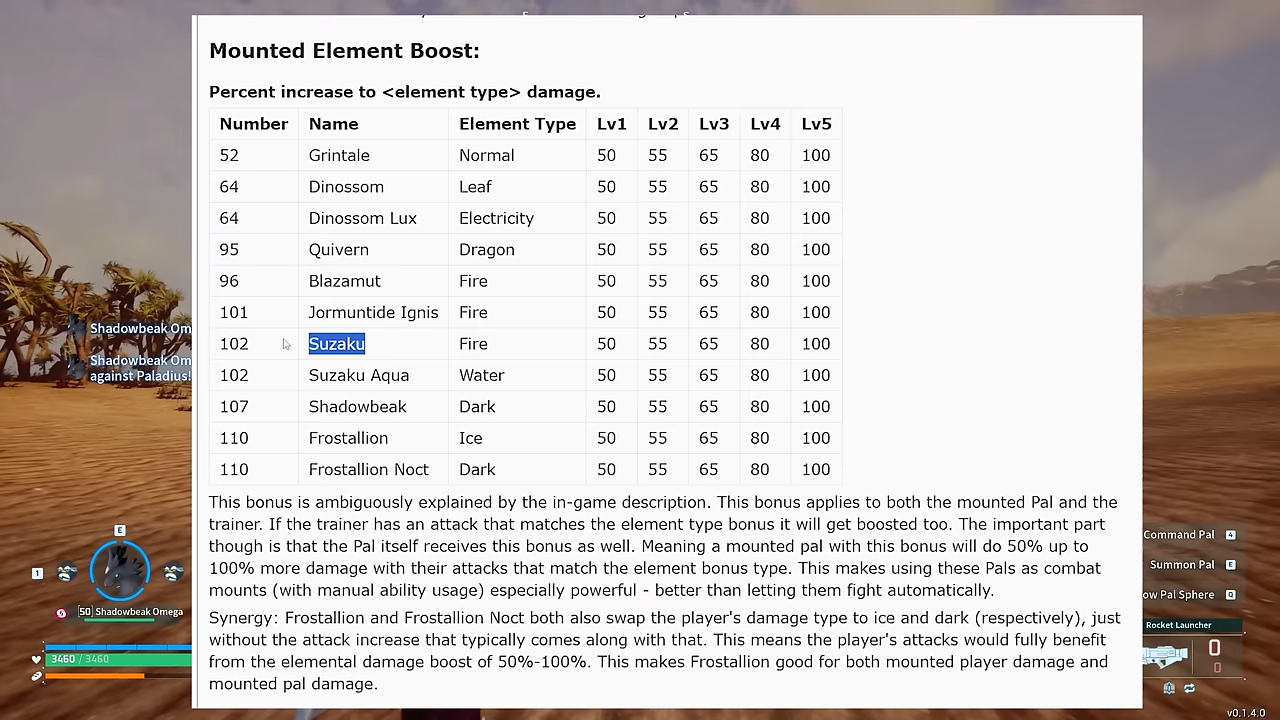 Mounted Element Boost:
Percent increase to <element type> damage.
Number Name Element Type Lv1 Lv2 Lv3 Lv4 Lv5
52 Grintale Normal 50 55 65 80 100
64 Dinossom Leaf 50 55 65 80 100
64 Dinossom Lux Electricity 50 55 65 80 100
95 Quivern Dragon 50 55 65 80 100
96 Blazamut Fire 50 55 65 80 100
101 Jormuntide Ignis Fire 50 55 65 80 100
102 Suzaku Fire 50 55 65 80 100
102 Suzaku Aqua Water 50 55 65 80 100
107 Shadowbeak Dark 50 55 65 80 100
110 Frostallion Ice 50 55 65 80 100
110 Frostallion Noct Dark 50 55 65 80 100
This bonus is ambiguously explained by the in-game description. This bonus applies to both the mounted Pal and the
trainer. If the trainer has an attack that matches the element type bonus it will get boosted too. The important part
though is that the Pal itself receives this bonus as well. Meaning a mounted pal with this bonus will do 50% up to
100% more damage with their attacks that match the element bonus type. This makes using these Pals as combat
mounts (with manual ability usage) especially powerful - better than letting them fight automatically.
Synergy: Frostallion and Frostallion Noct both also swap the player's damage type to ice and dark (respectively), just
without the attack increase that typically comes along with that. This means the player's attacks would fully benefit
from the elemental damage boost of 50%-100%. This makes Frostallion good for both mounted player damage and
mounted pal damage.
Shadowbeak Om
Shadowbeak Om
against Paladius!
E
1
[50] Shadowbeak Omega
3460 / 3460
Command Pal 4
Summon Pal E
ow Pal Sphere Q
Rocket Launcher
0
0
v0.1.4.0